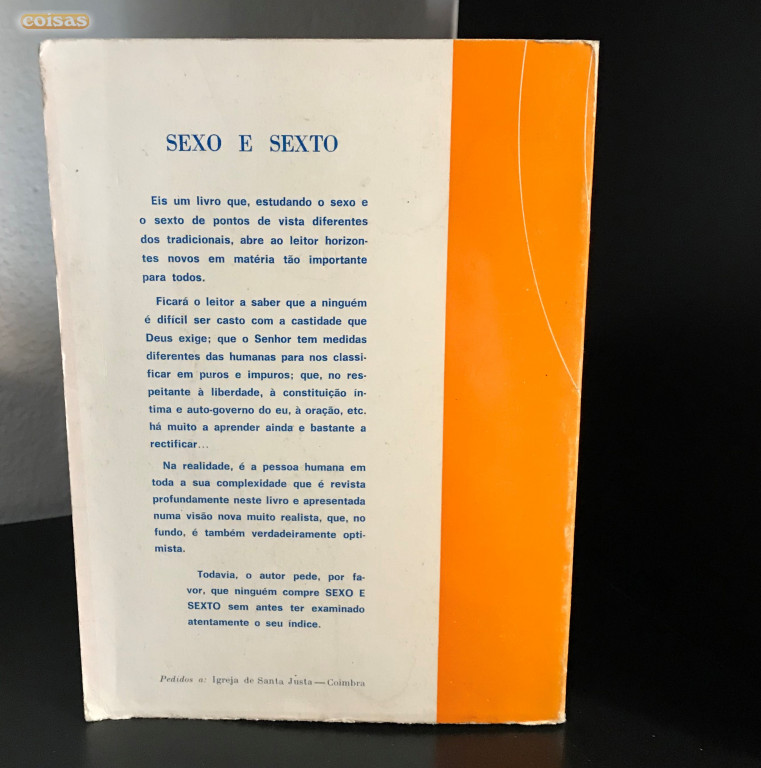 coisas
SEXO E SEXTO
Eis um livro que, estudando o sexo e
o sexto de pontos de vista diferentes
dos tradicionais, abre ao leitor horizon-
tes novos em matéria tão importante
para todos.
Ficará o leitor a saber que a ninguém
é difícil ser casto com a castidade que
Deus exige; que o Senhor tem medidas
diferentes das humanas para nos classi-
ficar em puros e impuros; que, no res-
peitante à liberdade, à constituição ín-
tima e auto-governo do eu, à oração, etc.
há muito a aprender ainda e bastante a
rectificar...
Na realidade, é a pessoa humana em
toda a sua complexidade que é revista
profundamente neste livro e apresentada
numa visão nova muito realista, que, no
fundo, é também verdadeiramente opti-
mista.
Todavia, o autor pede, por fa-
vor, que ninguém compre SEXO E
SEXTO sem antes ter examinado
atentamente o seu índice.
Pedidos a: Igreja de Santa Justa — Coimbra